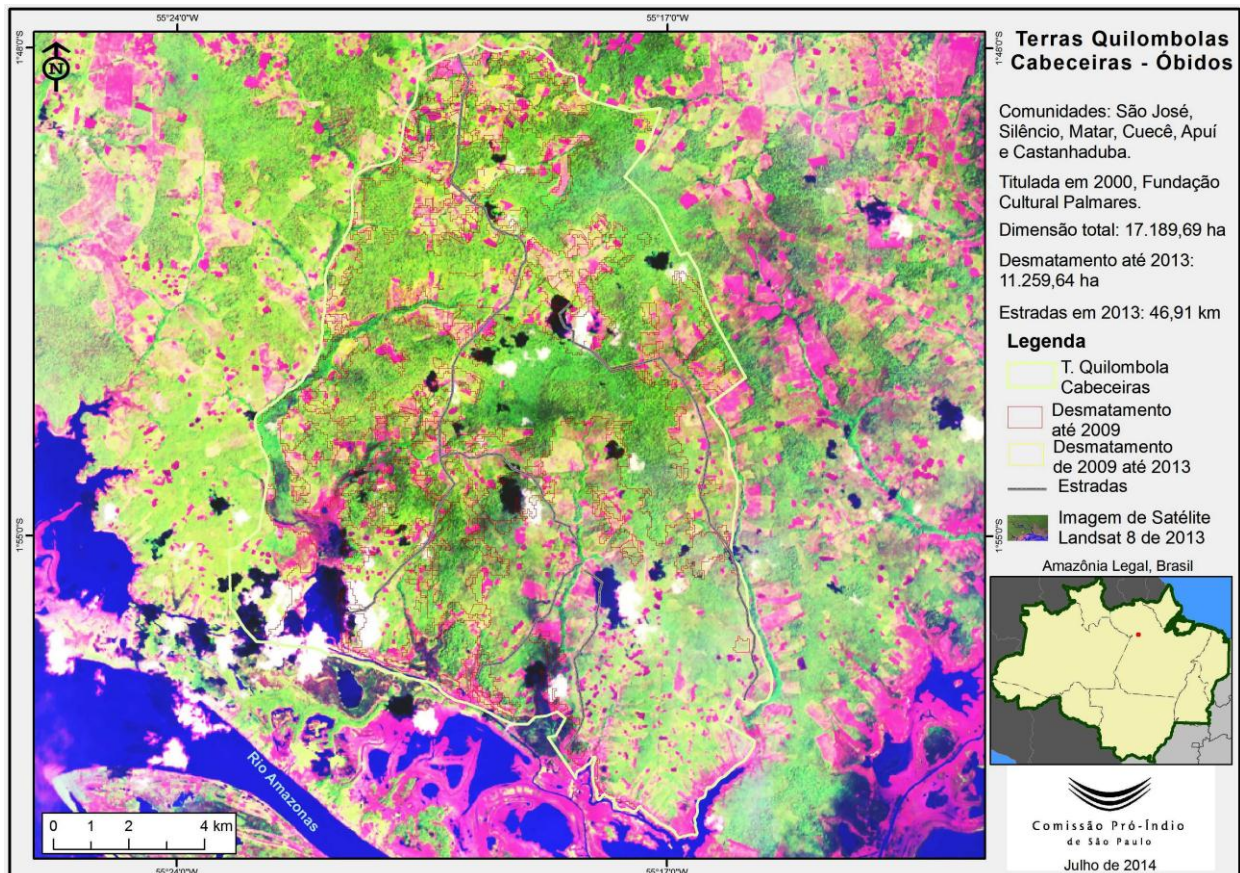 55°24'0"W
55°17'0"W
1°48'0"S
1°48'0"S
N
1°55'0"S
1°55'0"S
Rio Amazonas
0 1 2 4 km
55°24'0"W
55°17'0"W
Terras Quilombolas
Cabeceiras - Óbidos
Comunidades: São José,
Silêncio, Matar, Cuecê, Apuí
e Castanhaduba.
Titulada em 2000, Fundação
Cultural Palmares.
Dimensão total: 17.189,69 ha
Desmatamento até 2013:
11.259,64 ha
Estradas em 2013: 46,91 km
Legenda
T. Quilombola
Cabeceiras
Desmatamento
até 2009
Desmatamento
de 2009 até 2013
Estradas
Imagem de Satélite
Landsat 8 de 2013
Amazônia Legal, Brasil
Comissão Pró-Índio
de São Paulo
Julho de 2014